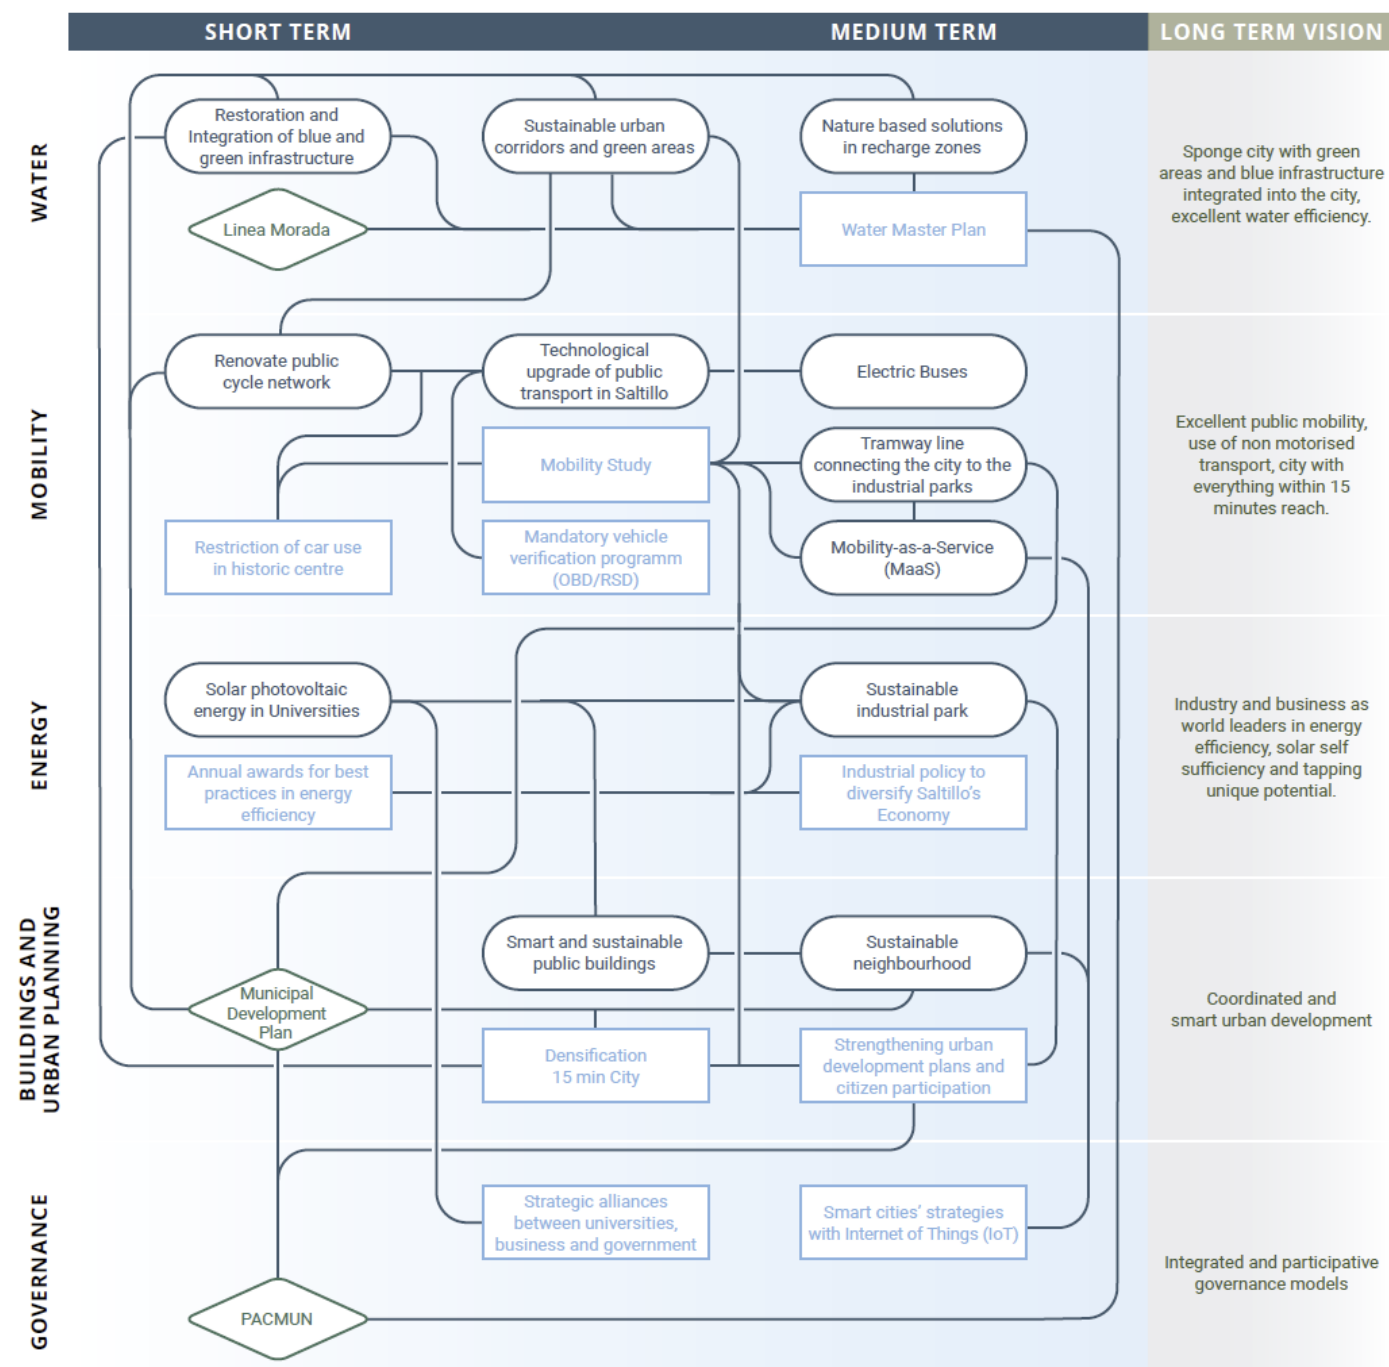 SHORT TERM
MEDIUM TERM
LONG TERM VISION
WATER
Restoration and
Integration of blue and
green infrastructure
Sustainable urban
corridors and green areas
Nature based solutions
in recharge zones
Linea Morada
Water Master Plan
Sponge city with green
areas and blue infrastructure
integrated into the city,
excellent water efficiency.
MOBILITY
Renovate public
cycle network
Technological
upgrade of public
transport in Saltillo
Electric Buses
Mobility Study
Tramway line
connecting the city to the
industrial parks
Restriction of car use
in historic centre
Mandatory vehicle
verification programm
(OBD/RSD)
Mobility-as-a-Service
(MaaS)
Excellent public mobility,
use of non motorised
transport, city with
everything within 15
minutes reach.
ENERGY
Solar photovoltaic
energy in Universities
Sustainable
industrial park
Annual awards for best
practices in energy
efficiency
Industrial policy to
diversify Saltillo's
Economy
Industry and business as
world leaders in energy
efficiency, solar self
sufficiency and tapping
unique potential.
BUILDINGS AND
URBAN PLANNING
Smart and sustainable
public buildings
Sustainable
neighbourhood
Municipal
Development
Plan
Densification
15 min City
Strengthening urban
development plans and
citizen participation
Coordinated and
smart urban development
GOVERNANCE
Strategic alliances
between universities,
business and government
Smart cities' strategies
with Internet of Things (IoT)
PACMUN
Integrated and participative
governance models